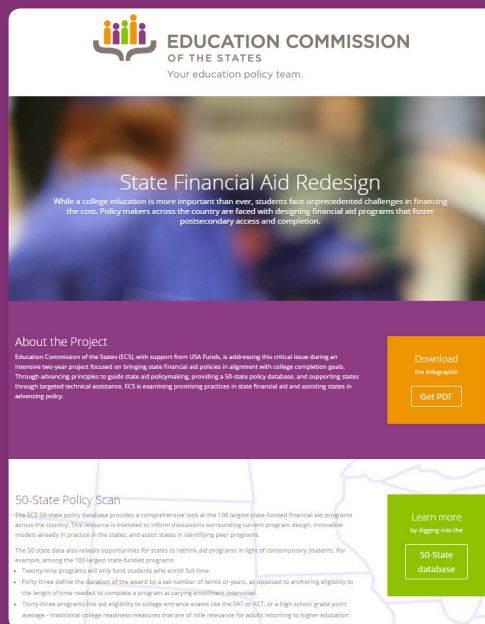 EDUCATION COMMISSION
OF THE STATES
Your education policy team.
State Financial Aid Redesign
While a college education is more important than ever, students face unprecedented challenges in financing
the cost. Policy makers across the country are faced with designing financial aid programs that foster
postsecondary access and completion.
About the Project
Education Commission of the States (ECS), with support from USA Funds, is addressing this critical issue during an
intensive two-year project focused on bringing state financial aid policies in alignment with college completion goals.
Through advancing principles to guide state aid policymaking, providing a 50-state policy database, and supporting states
through targeted technical assistance, ECS is examining promising practices in state financial aid and assisting states in
advancing policy.
Download
the Infographic
Get PDF
50-State Policy Scan
The ECS 50-state policy database provides a comprehensive look at the 100 largest state-funded financial aid programs
across the country. This resource is intended to inform discussions surrounding current program design, innovative
models already in practice in the states, and assist states in identifying peer programs.
The 50-state data also reveals opportunities for states to rethink aid programs in light of contemporary students. For
example, among the 100 largest state-funded programs:
• Twenty-nine programs will only fund students who enroll full-time.
• Forty-three define the duration of the award by a set number of terms or years, as opposed to anchoring eligibility to
the length of time needed to complete a program at varying enrollment intensities.
• Thirty-three programs link aid eligibility to college entrance exams like the SAT or ACT, or a high school grade point
average – traditional college readiness measures that are of little relevance for adults returning to higher education
Learn more
by digging into the
50-State
database